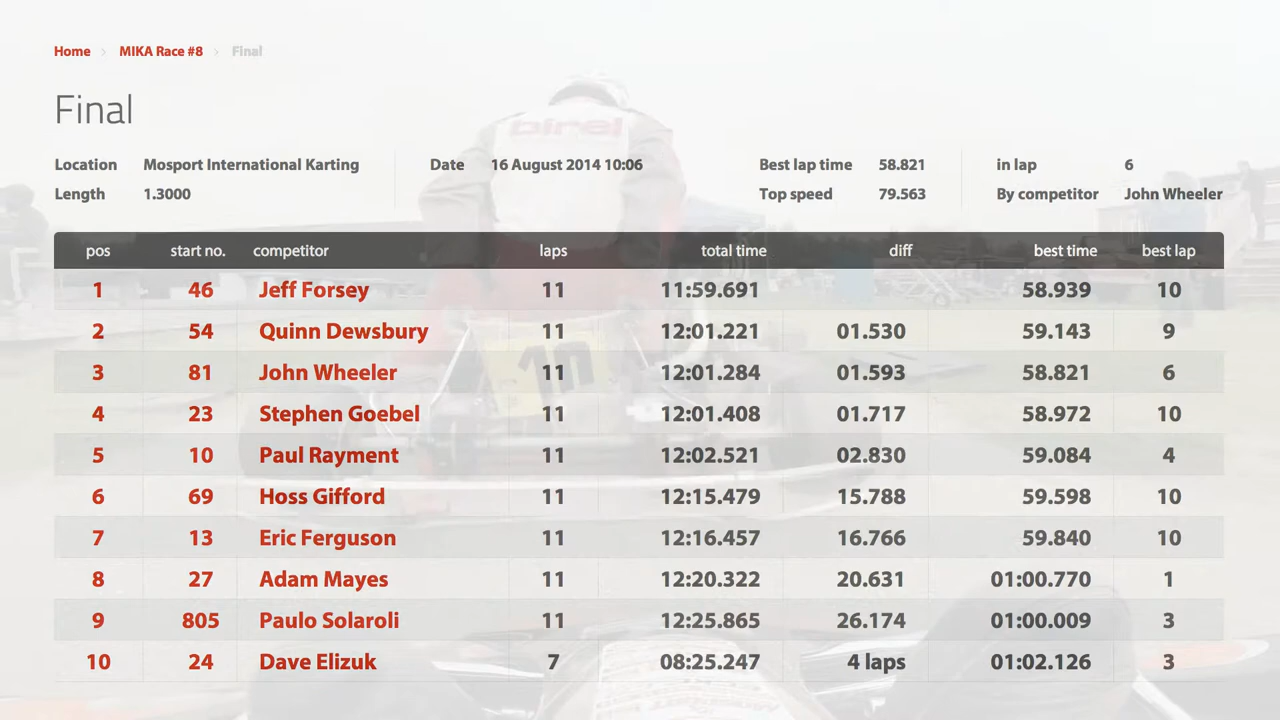 Home › MIKA Race #8 › Final
Final
Location Mosport International Karting Date 16 August 2014 10:06 Best lap time 58.821 in lap 6
Length 1.3000 Top speed 79.563 By competitor John Wheeler
pos start no. competitor laps total time diff best time best lap
1 46 Jeff Forsey 11 11:59.691 58.939 10
2 54 Quinn Dewsbury 11 12:01.221 01.530 59.143 9
3 81 John Wheeler 11 12:01.284 01.593 58.821 6
4 23 Stephen Goebel 11 12:01.408 01.717 58.972 10
5 10 Paul Rayment 11 12:02.521 02.830 59.084 4
6 69 Hoss Gifford 11 12:15.479 15.788 59.598 10
7 13 Eric Ferguson 11 12:16.457 16.766 59.840 10
8 27 Adam Mayes 11 12:20.322 20.631 01:00.770 1
9 805 Paulo Solaroli 11 12:25.865 26.174 01:00.009 3
10 24 Dave Elizuk 7 08:25.247 4 laps 01:02.126 3
birel
10